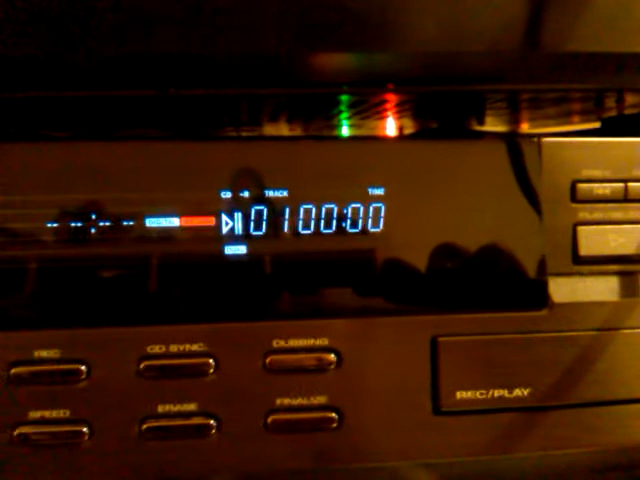 CD -R TRACK TIME
DIGITAL 01 00:00
REC CD SYNC DUBBING
SPEED ERASE FINALIZE
REC/PLAY